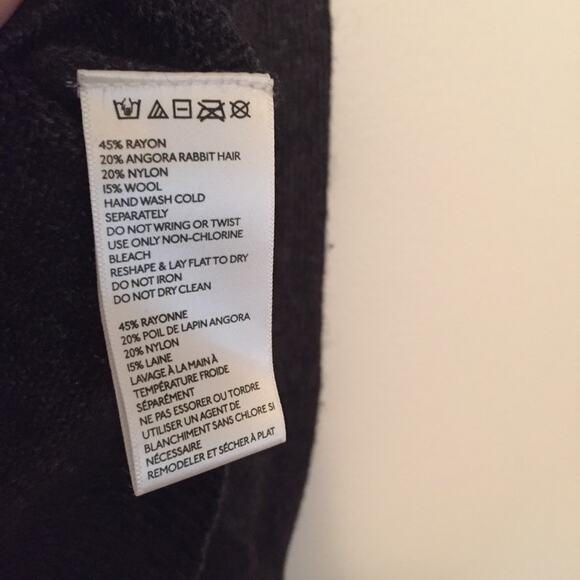 45% RAYON
20% ANGORA RABBIT HAIR
20% NYLON
15% WOOL
HAND WASH COLD
SEPARATELY
DO NOT WRING OR TWIST
USE ONLY NON-CHLORINE
BLEACH
RESHAPE & LAY FLAT TO DRY
DO NOT IRON
DO NOT DRY CLEAN
45% RAYONNE
20% POIL DE LAPIN ANGORA
20% NYLON
15% LAINE
LAVAGE À LA MAIN À
TEMPÉRATURE FROIDE
SÉPARÉMENT
NE PAS ESSORER OU TORDRE
UTILISER UN AGENT DE
BLANCHIMENT SANS CHLORE SI
NÉCESSAIRE
REMODELER ET SÉCHER À PLAT